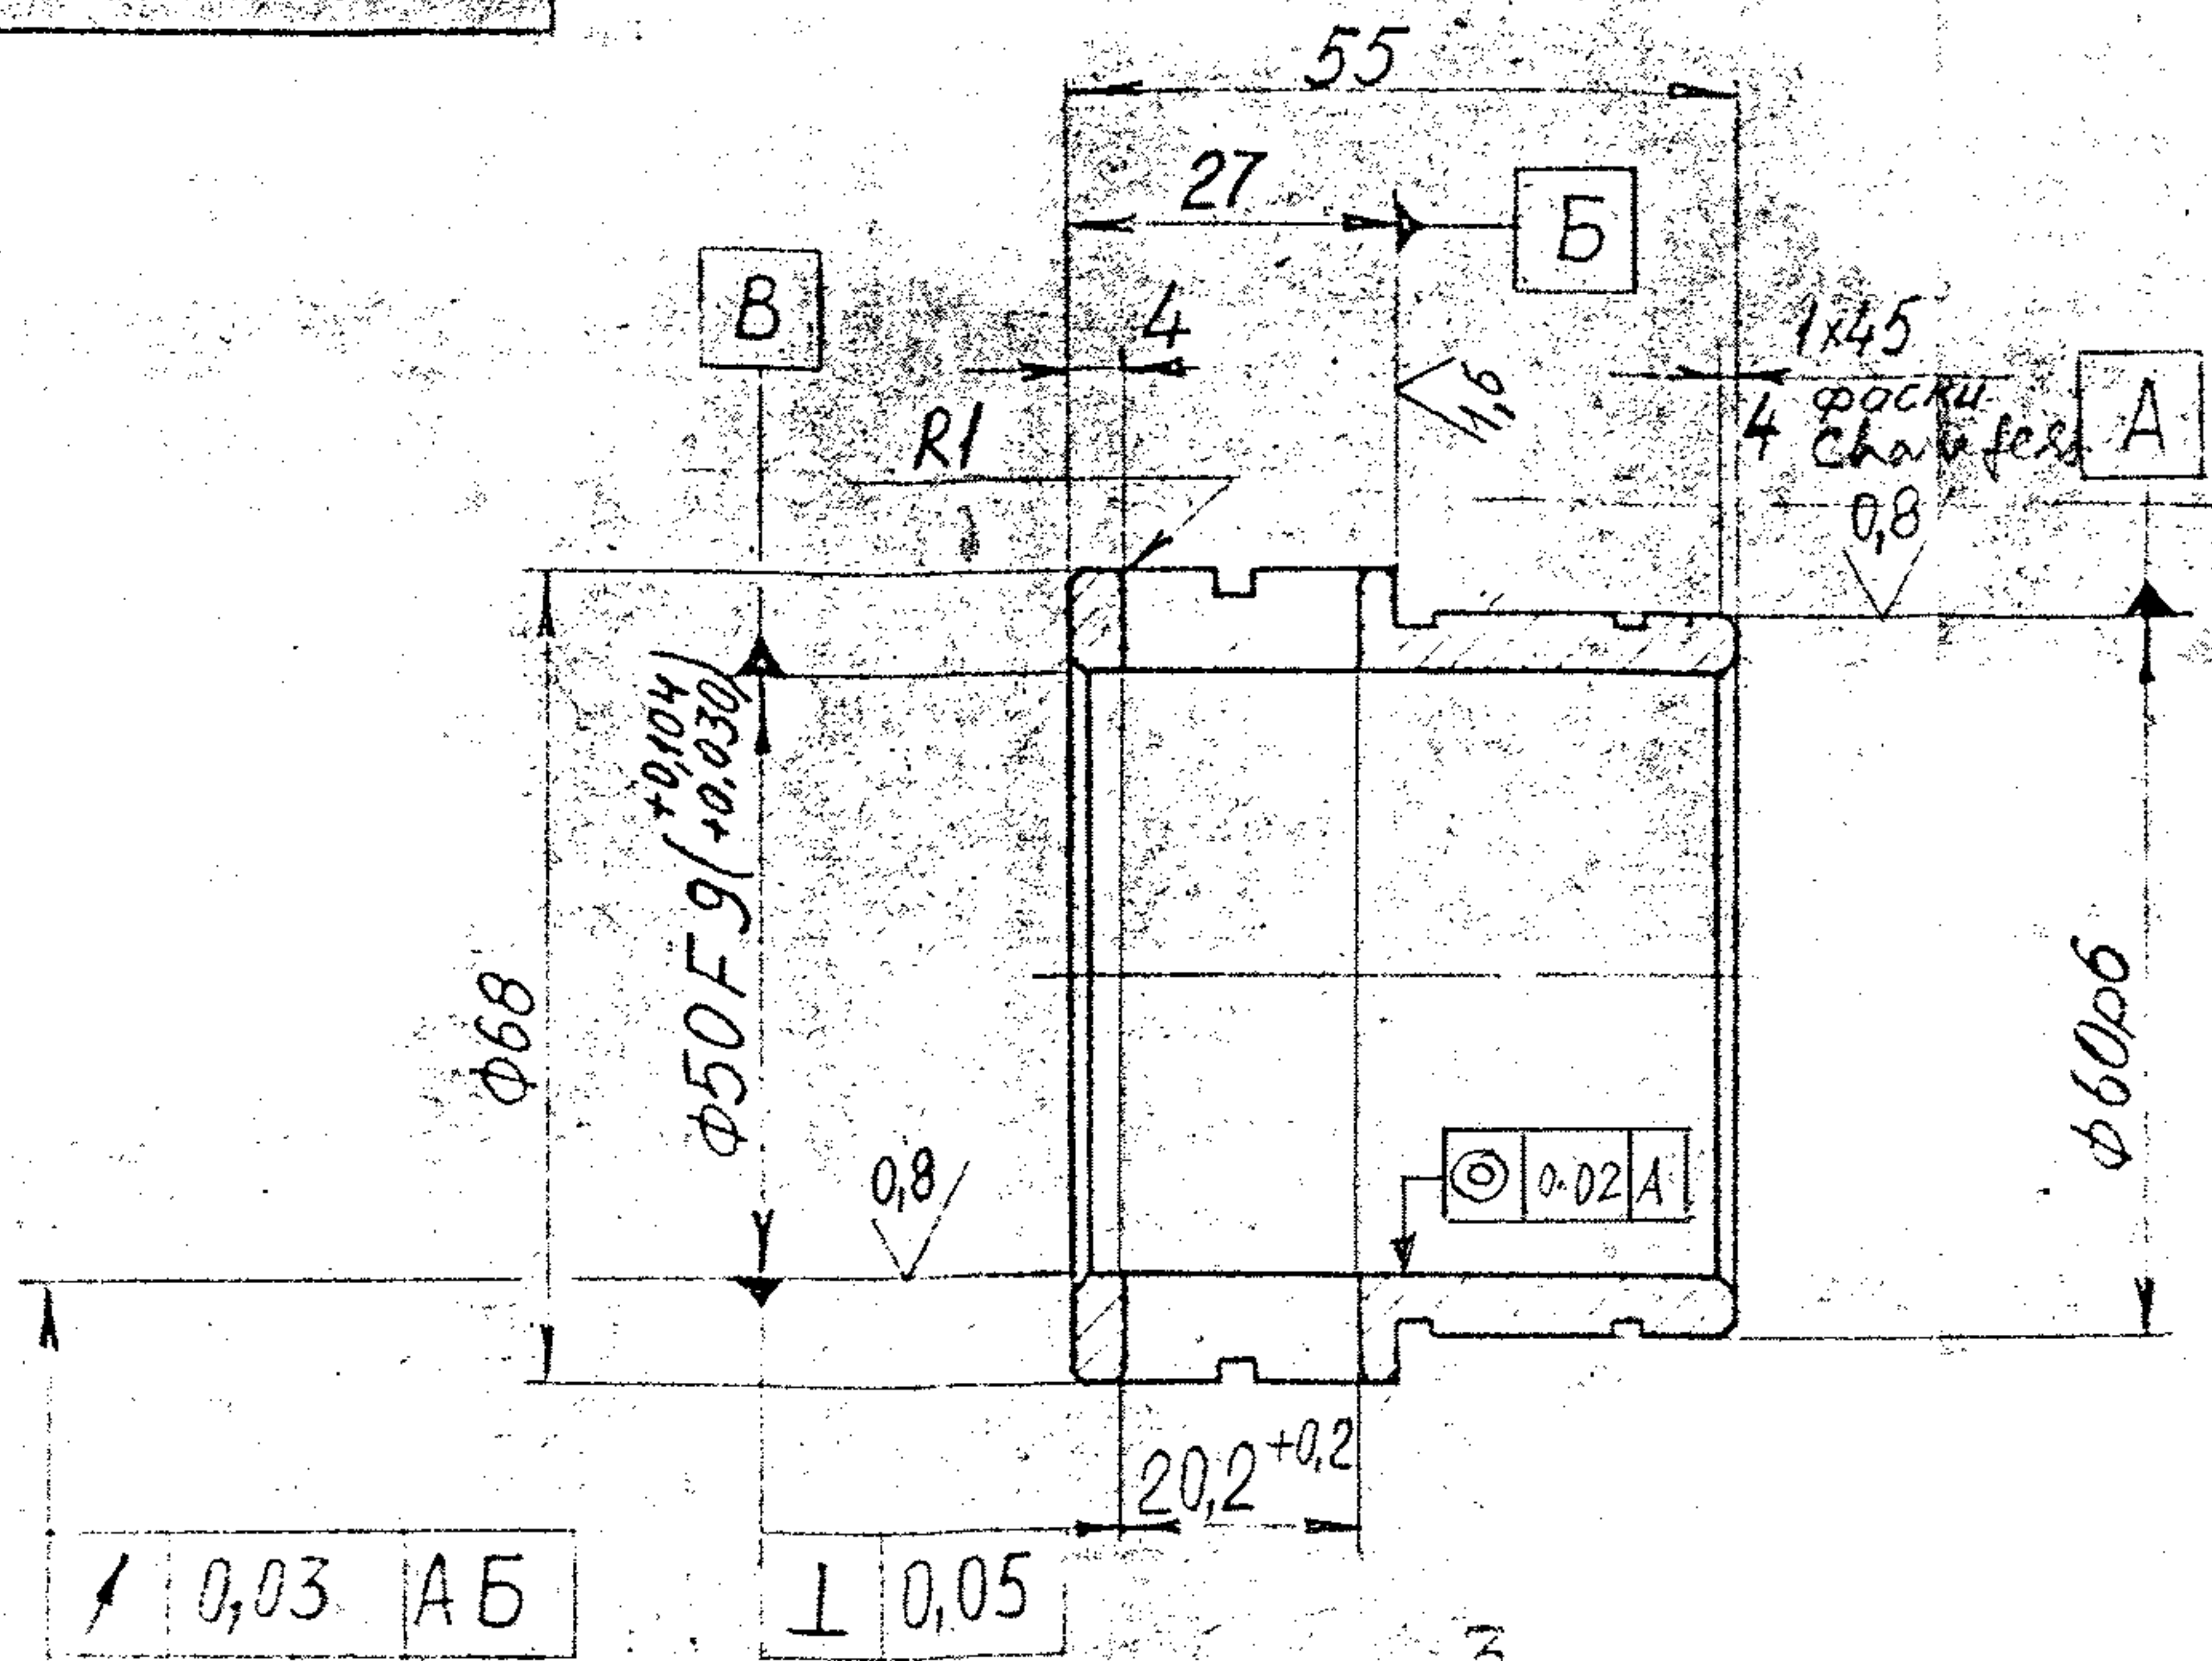 55
27
Б
В
4
1x45
4 фаски
Chamfers
А
R1
1,6
0,8
Ф68
Ф50F9(+0,104
+0.030)
Ф60p6
0,8
◎ 0.02 А
20,2 +0,2
↗ 0,03 А Б
⊥ 0,05